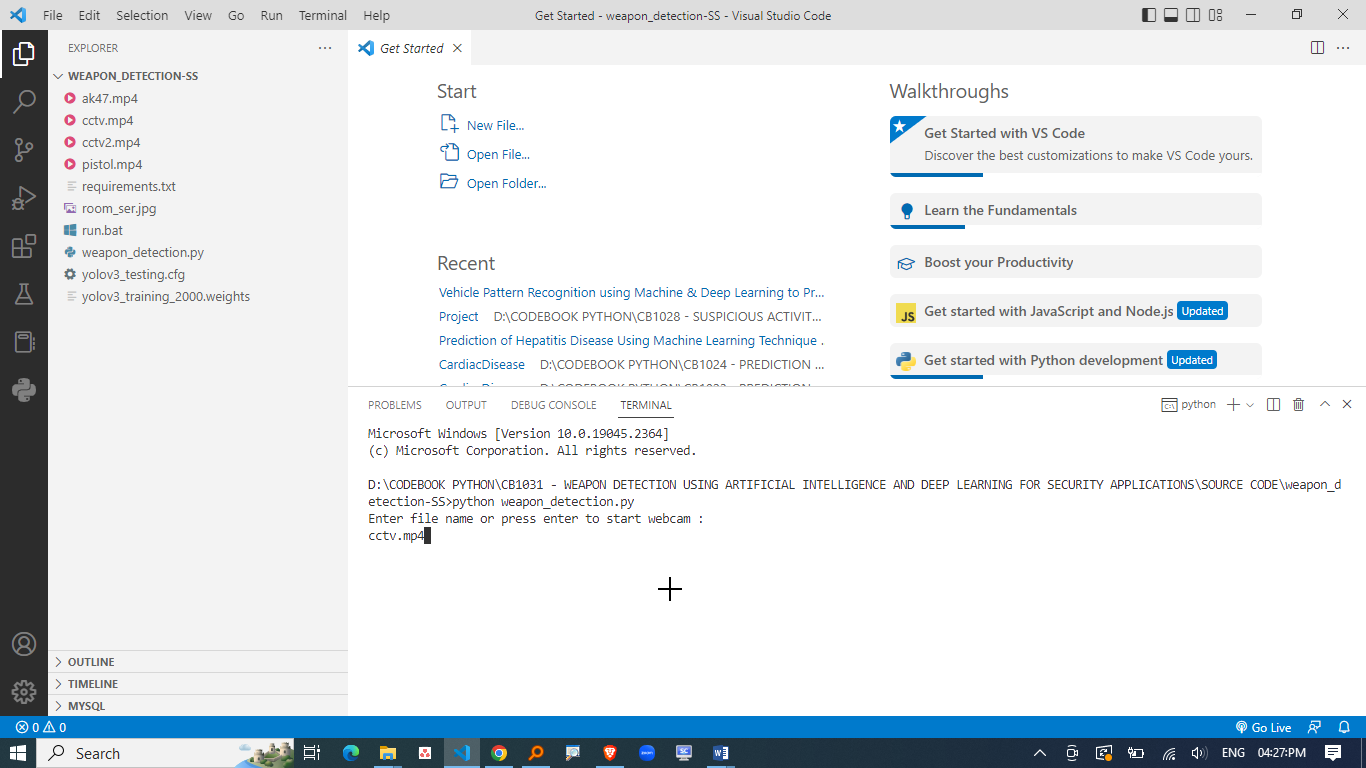 File Edit Selection View Go Run Terminal Help
Get Started - weapon_detection-SS - Visual Studio Code
EXPLORER
WEAPON_DETECTION-SS
ak47.mp4
cctv.mp4
cctv2.mp4
pistol.mp4
requirements.txt
room_ser.jpg
run.bat
weapon_detection.py
yolov3_testing.cfg
yolov3_training_2000.weights
OUTLINE
TIMELINE
MYSQL
Get Started
Start
New File...
Open File...
Open Folder...
Recent
Vehicle Pattern Recognition using Machine & Deep Learning to Pr...
Project D:\CODEBOOK PYTHON\CB1028 - SUSPICIOUS ACTIVIT...
Prediction of Hepatitis Disease Using Machine Learning Technique .
CardiacDisease D:\CODEBOOK PYTHON\CB1024 - PREDICTION ...
Walkthroughs
Get Started with VS Code
Discover the best customizations to make VS Code yours.
Learn the Fundamentals
Boost your Productivity
JS Get started with JavaScript and Node.js Updated
Get started with Python development Updated
PROBLEMS OUTPUT DEBUG CONSOLE TERMINAL
python
Microsoft Windows [Version 10.0.19045.2364]
(c) Microsoft Corporation. All rights reserved.
D:\CODEBOOK PYTHON\CB1031 - WEAPON DETECTION USING ARTIFICIAL INTELLIGENCE AND DEEP LEARNING FOR SECURITY APPLICATIONS\SOURCE CODE\weapon_d
etection-SS>python weapon_detection.py
Enter file name or press enter to start webcam :
cctv.mp4
0 0
Go Live
Search
ENG 04:27:PM